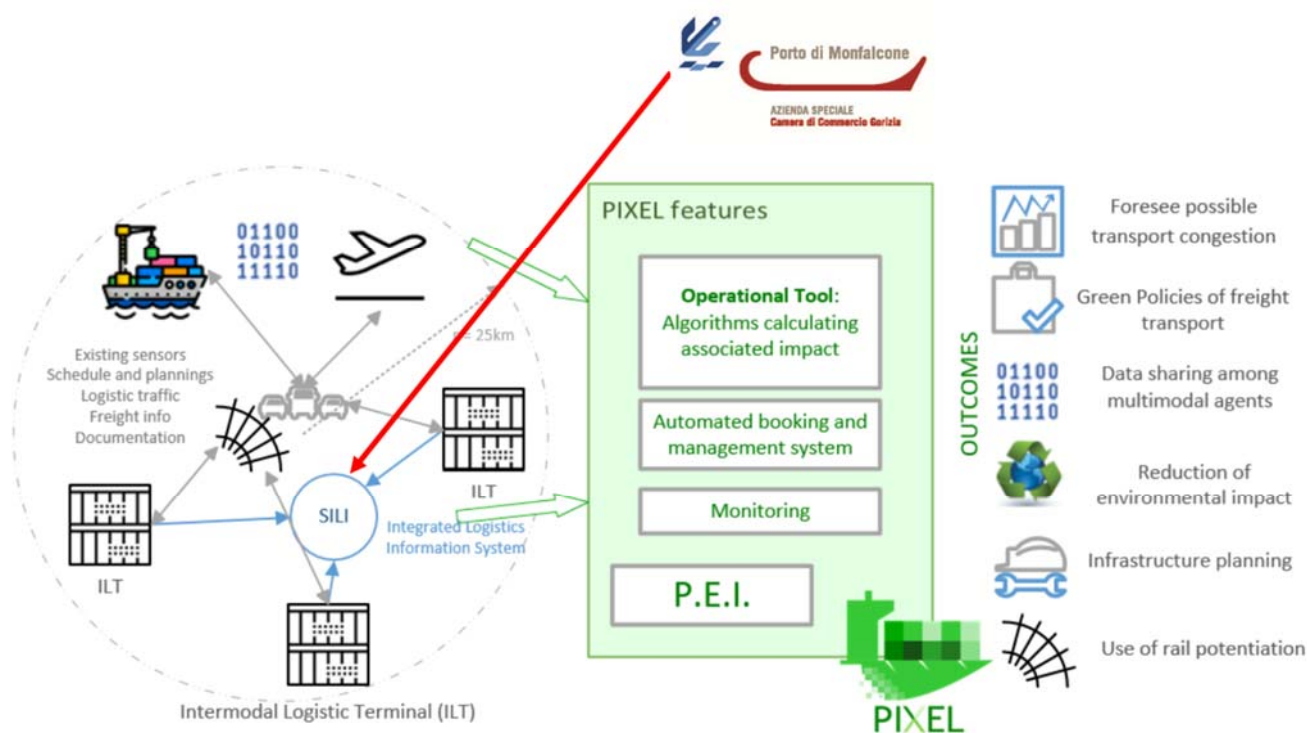 Porto di Monfalcone
AZIENDA SPECIALE
Camera di Commercio Gorizia
01100
10110
11110
= 25km
Existing sensors
Schedule and plannings
Logistic traffic
Freight info
Documentation
ILT
ILT
SILI
Integrated Logistics
Information System
Intermodal Logistic Terminal (ILT)
PIXEL features
Operational Tool:
Algorithms calculating
associated impact
Automated booking and
management system
Monitoring
P.E.I.
PIXEL
OUTCOMES
Foresee possible
transport congestion
Green Policies of freight
transport
01100
10110
11110
Data sharing among
multimodal agents
Reduction of
environmental impact
Infrastructure planning
Use of rail potentiation